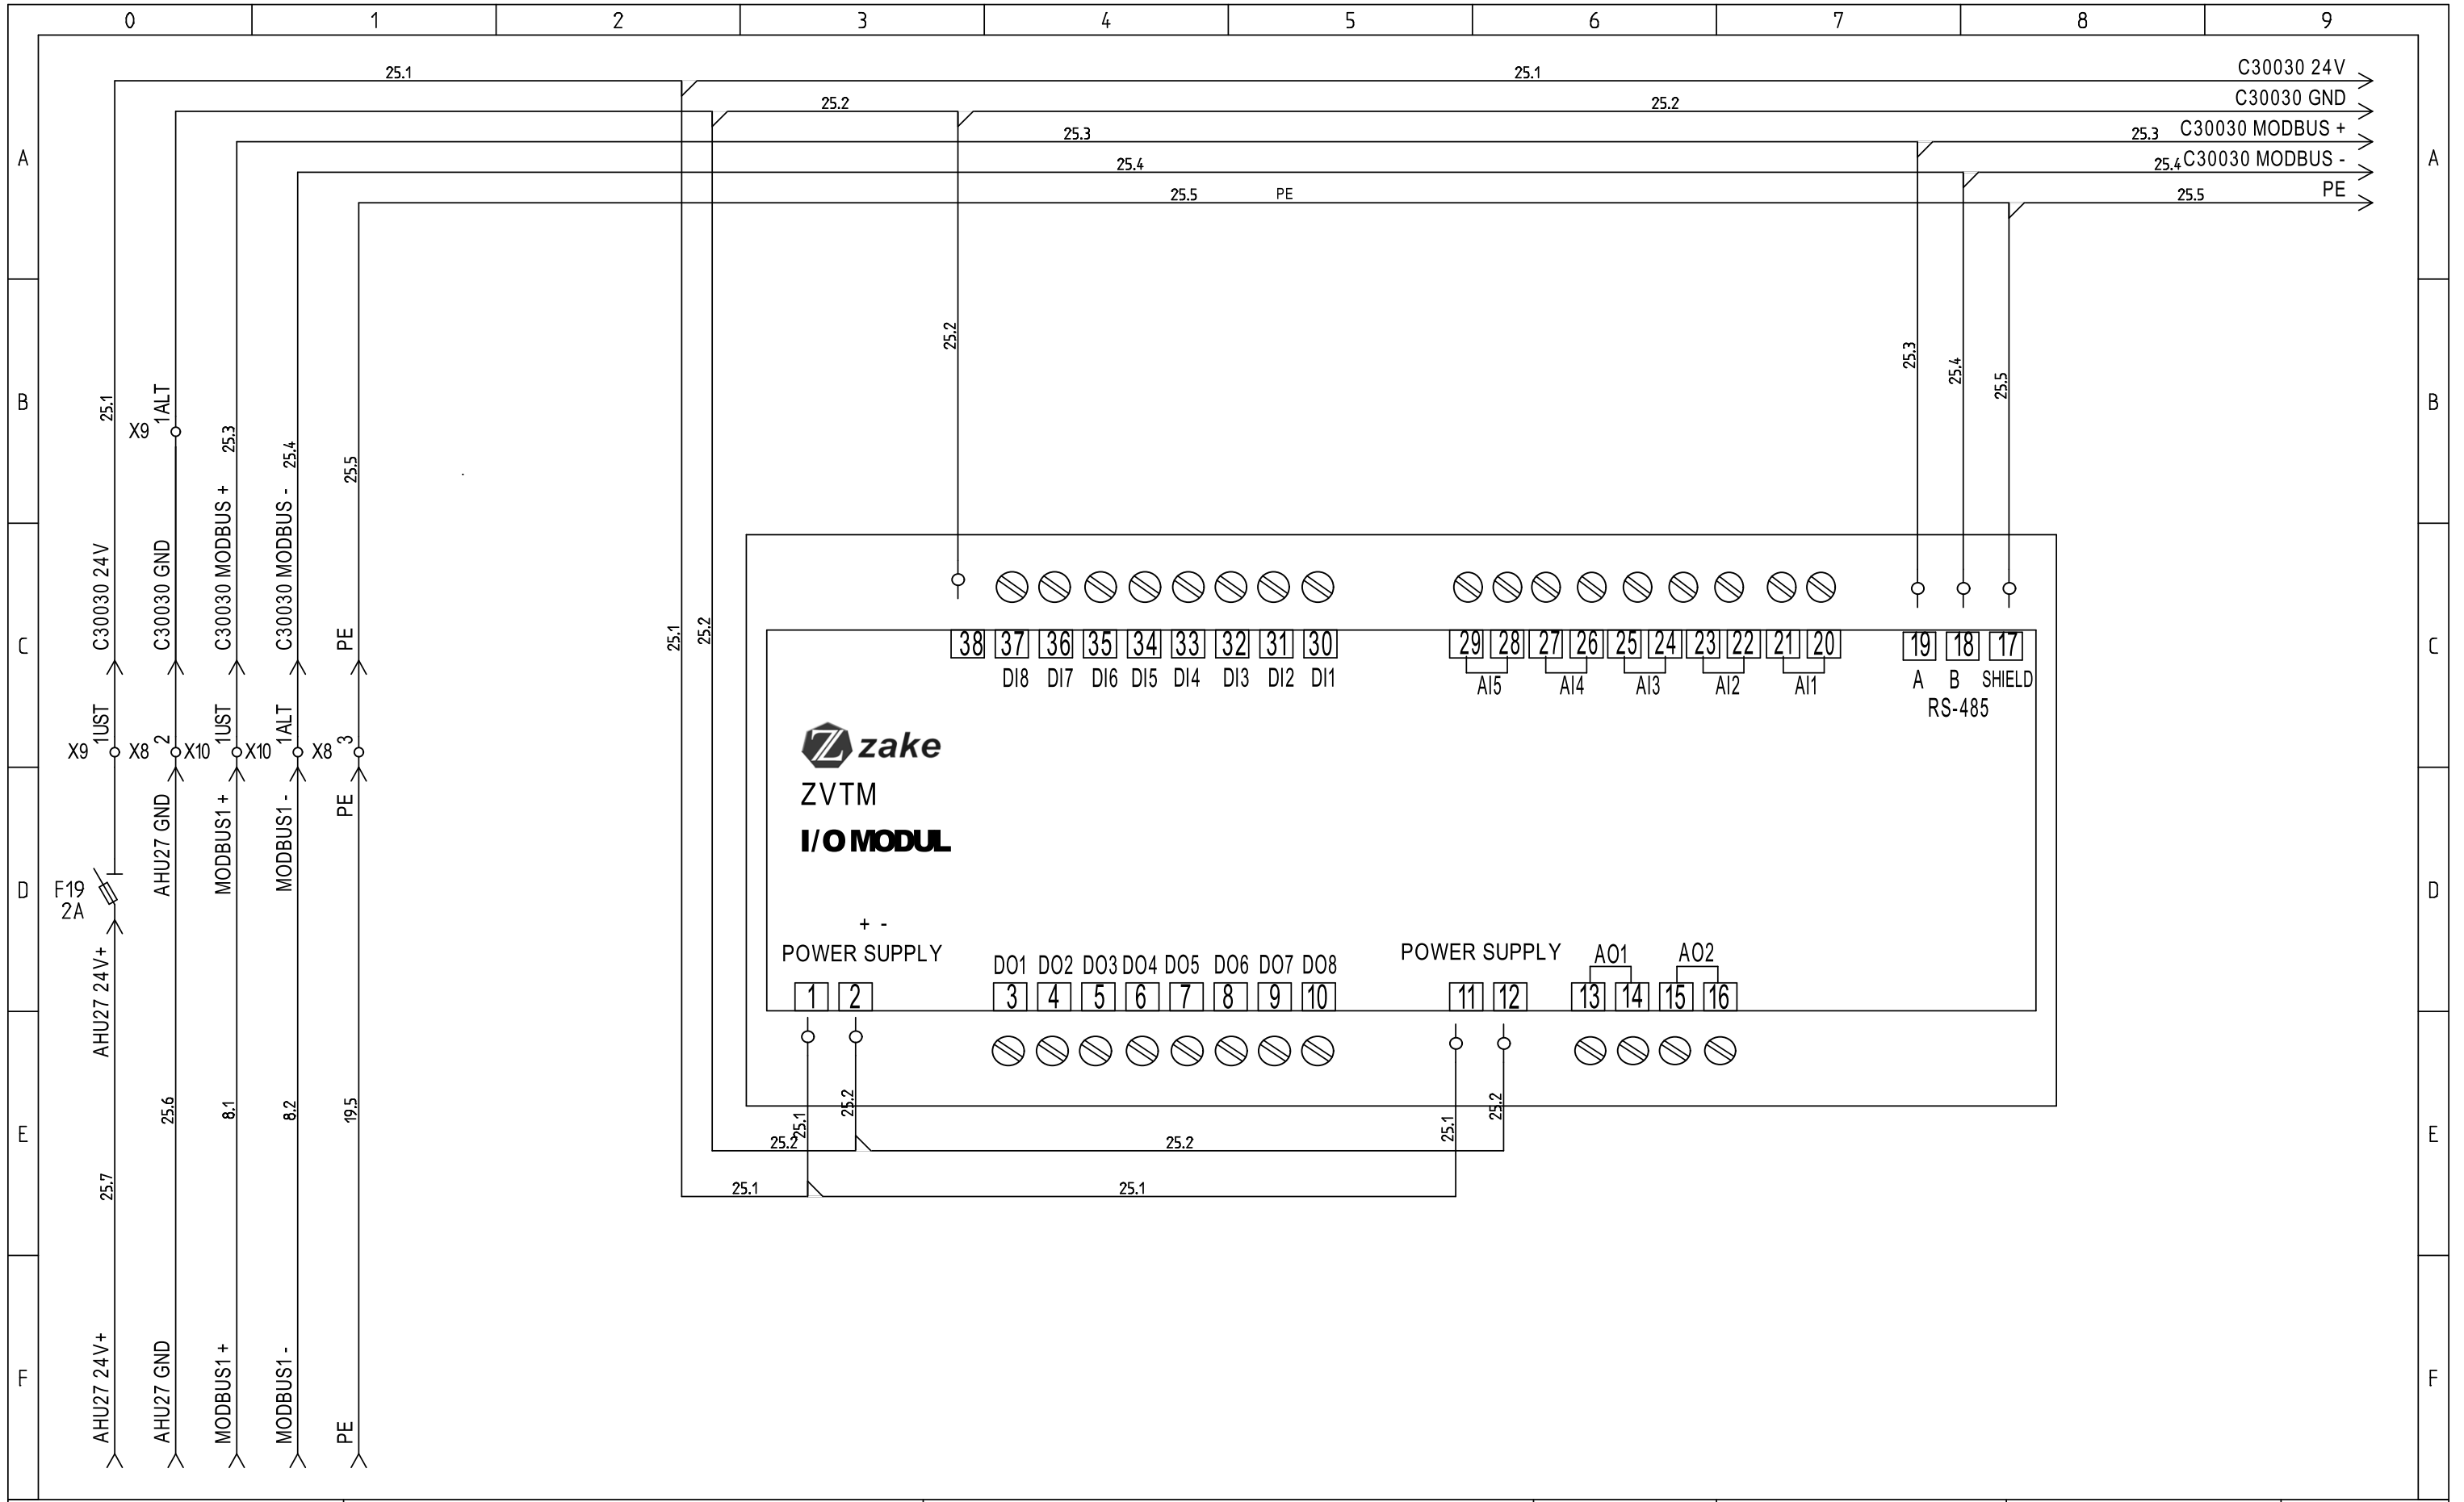 0 1 2 3 4 5 6 7 8 9
25.1 25.1 C30030 24V
25.2 25.2 C30030 GND
25.3 25.3 C30030 MODBUS +
25.4 25.4 C30030 MODBUS -
25.5 PE 25.5 PE
A A
25.2 25.3 25.4 25.5
B B
25.1 X9 1ALT 25.3 25.4 25.5
C30030 24V C30030 GND C30030 MODBUS + C30030 MODBUS - PE
25.1 25.2
C C
38 37 36 35 34 33 32 31 30 29 28 27 26 25 24 23 22 21 20 19 18 17
DI8 DI7 DI6 DI5 DI4 DI3 DI2 DI1 AI5 AI4 AI3 AI2 AI1 A B SHIELD
RS-485
X9 1UST X8 2 X10 1UST X10 1ALT X8 3
zake
ZVTM
I/O MODUL
AHU27 GND MODBUS1 + MODBUS1 - PE
D D
F19
2A
+ -
POWER SUPPLY POWER SUPPLY
AHU27 24V+
DO1 DO2 DO3 DO4 DO5 DO6 DO7 DO8 AO1 AO2
1 2 3 4 5 6 7 8 9 10 11 12 13 14 15 16
25.6 8.1 8.2 19.5
25.1 25.2 25.1 25.2
E E
25.2 25.2
25.7
25.1 25.1
F F
AHU27 24V+ AHU27 GND MODBUS1 + MODBUS1 - PE